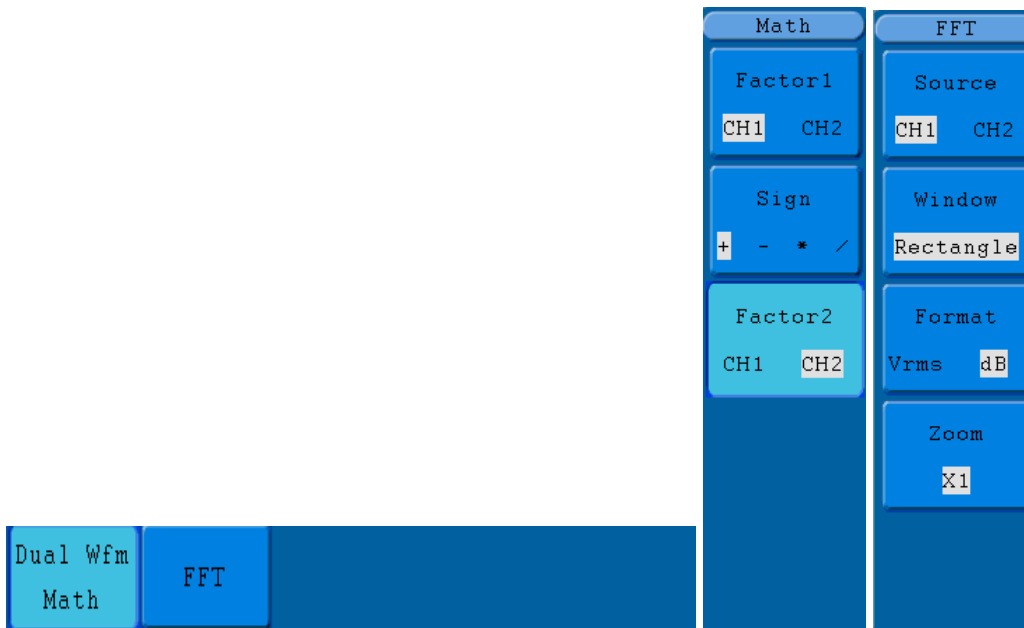 Math
Factor1
CH1 CH2
Sign
+ - * /
Factor2
CH1 CH2
FFT
Source
CH1 CH2
Window
Rectangle
Format
Vrms dB
Zoom
X1
Dual Wfm
Math
FFT